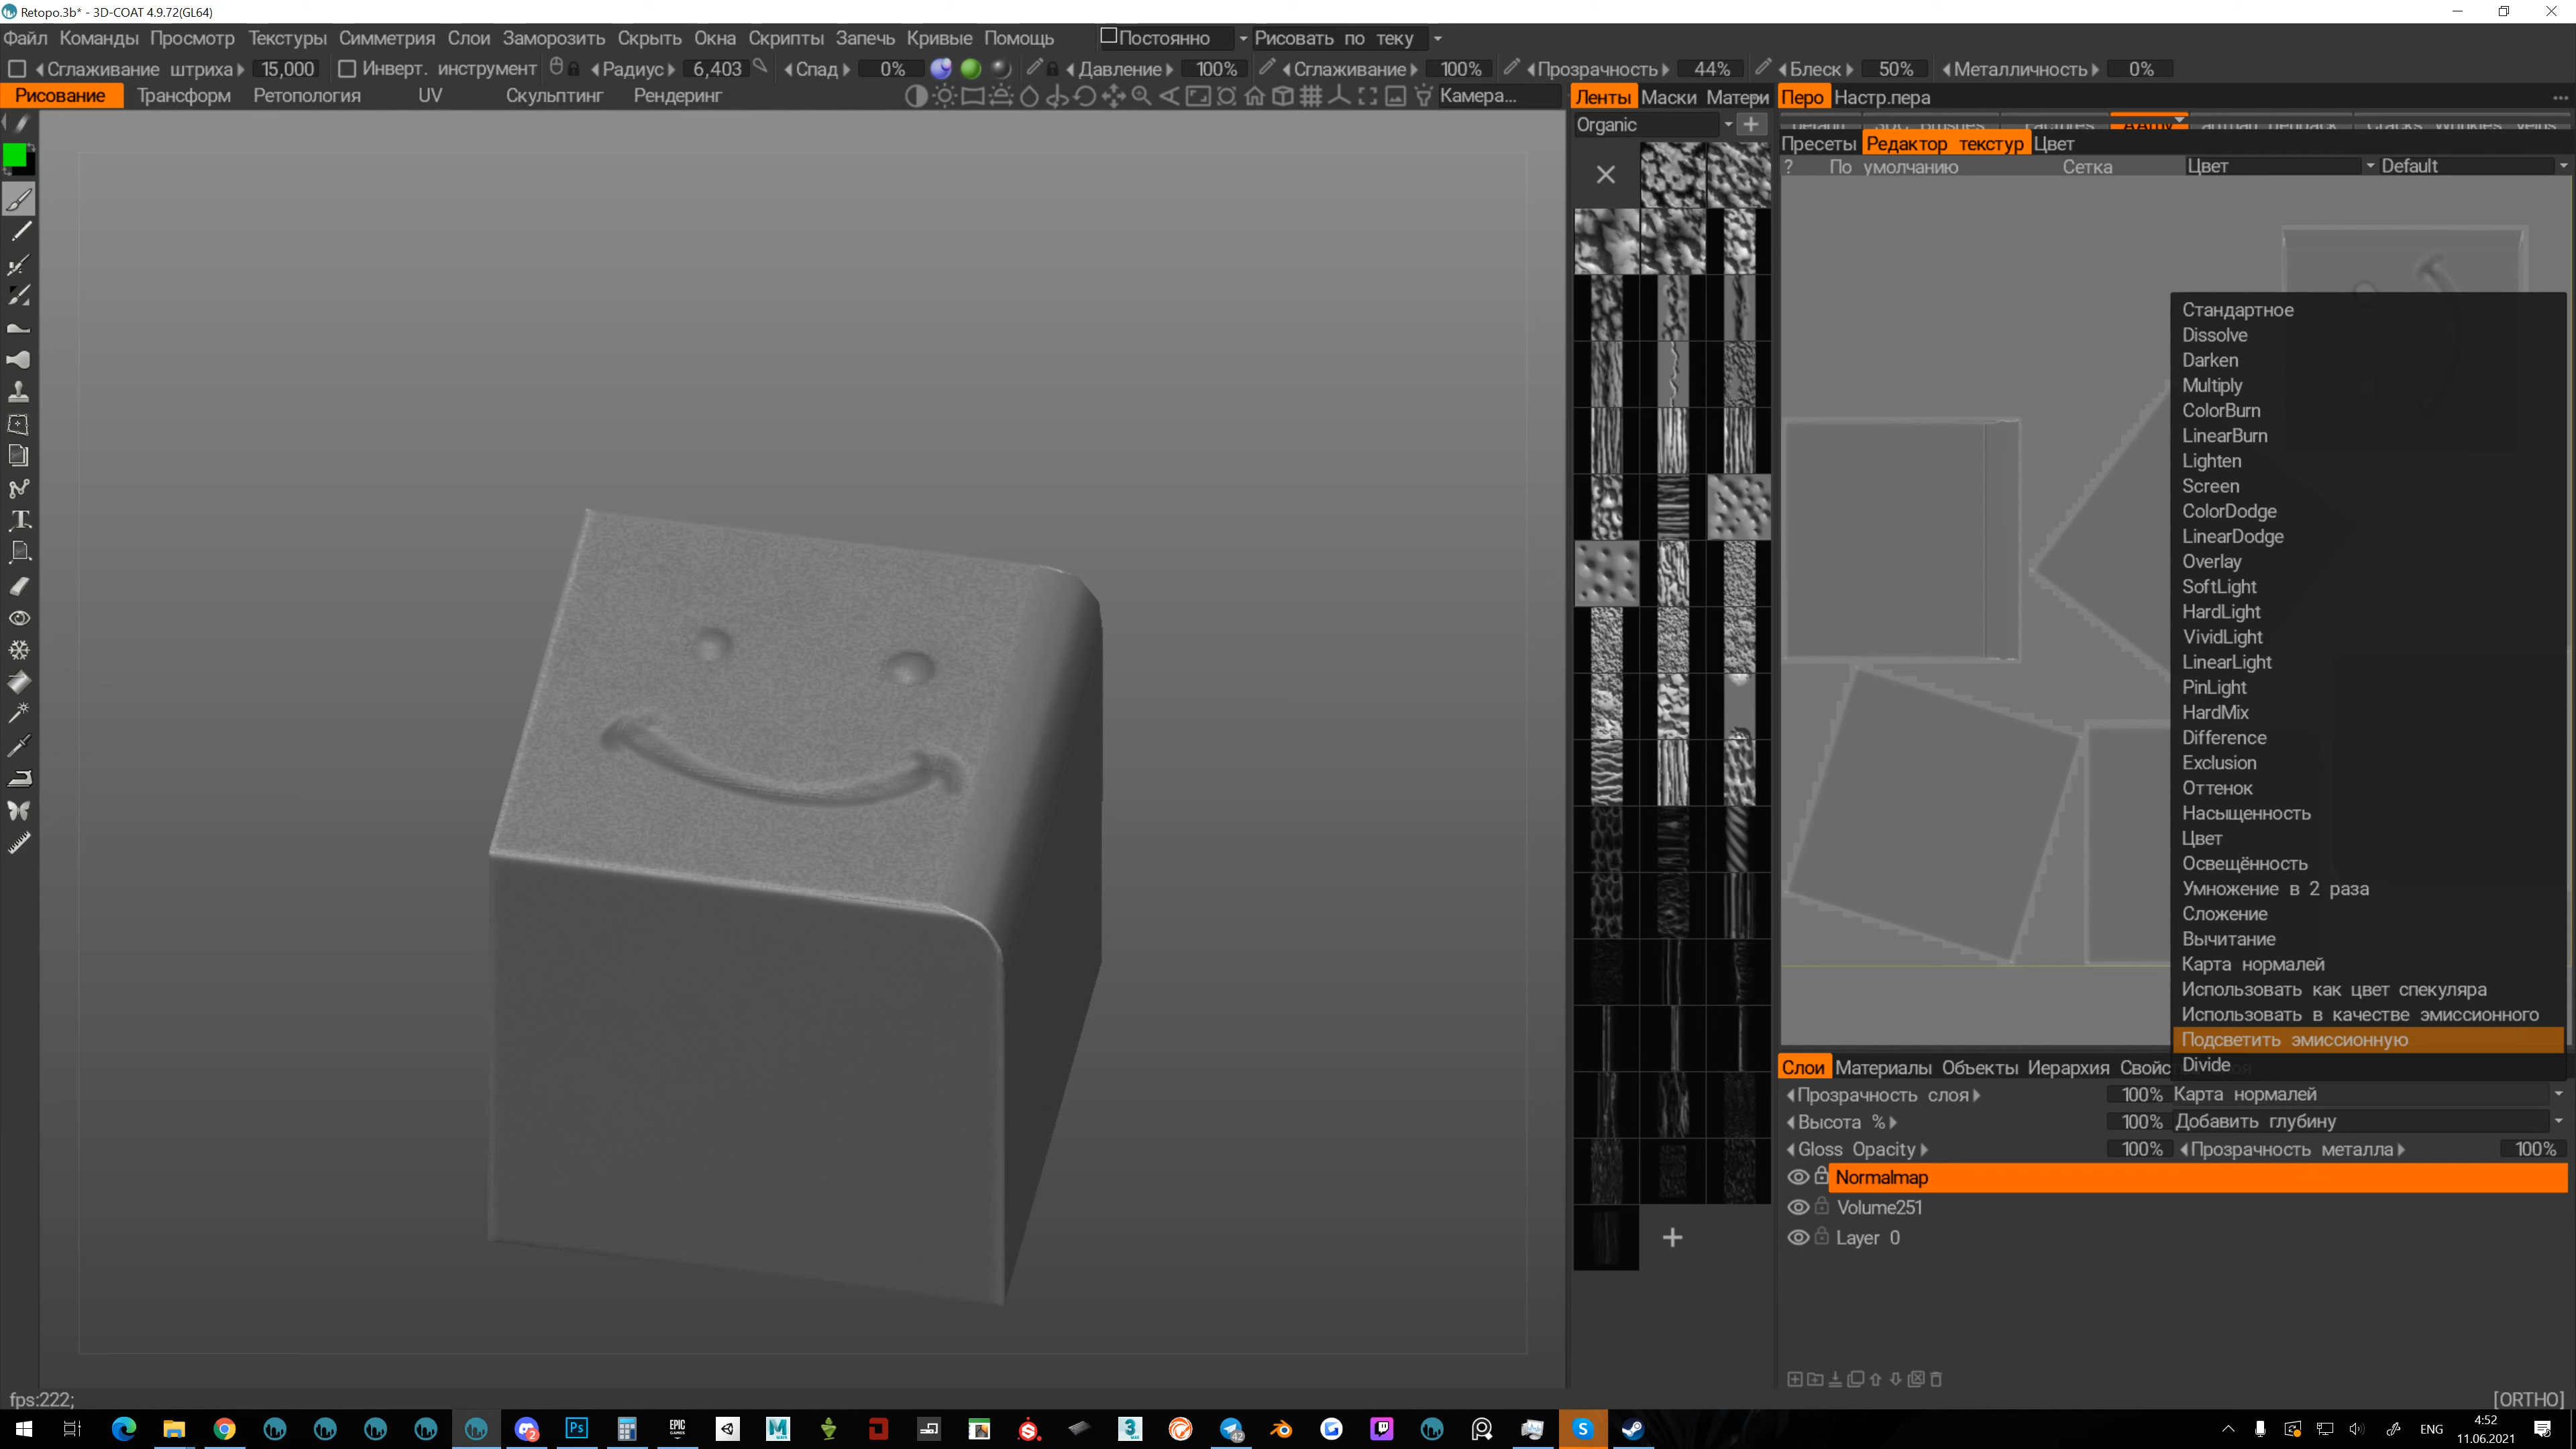 Retopo.3b* - 3D-COAT 4.9.72(GL64)
Файл Команды Просмотр Текстуры Симметрия Слои Заморозить Скрыть Окна Скрипты Запечь Кривые Помощь Постоянно Рисовать по теку
Сглаживание штриха 15,000 Инверт. инструмент Радиус 6,403 Спад 0% Давление 100% Сглаживание 100% Прозрачность 44% Блеск 50% Металличность 0%
Рисование Трансформ Ретопология UV Скульптинг Рендеринг Камера...
Ленты Маски Матери
Organic
Перо Настр.пера
Пресеты Редактор текстур Цвет
? По умолчанию Сетка Цвет Default
Стандартное
Dissolve
Darken
Multiply
ColorBurn
LinearBurn
Lighten
Screen
ColorDodge
LinearDodge
Overlay
SoftLight
HardLight
VividLight
LinearLight
PinLight
HardMix
Difference
Exclusion
Оттенок
Насыщенность
Цвет
Освещённость
Умножение в 2 раза
Сложение
Вычитание
Карта нормалей
Использовать как цвет спекуляра
Использовать в качестве эмиссионного
Подсветить эмиссионную
Divide
Слои Материалы Объекты Иерархия Свойс
Прозрачность слоя 100% Карта нормалей
Высота % 100% Добавить глубину
Gloss Opacity 100% Прозрачность металла 100%
Normalmap
Volume251
Layer 0
fps:222;
[ORTHO]
2
Ps
EPIC
GAMES
M
3
42
S
ENG
4:52
11.06.2021